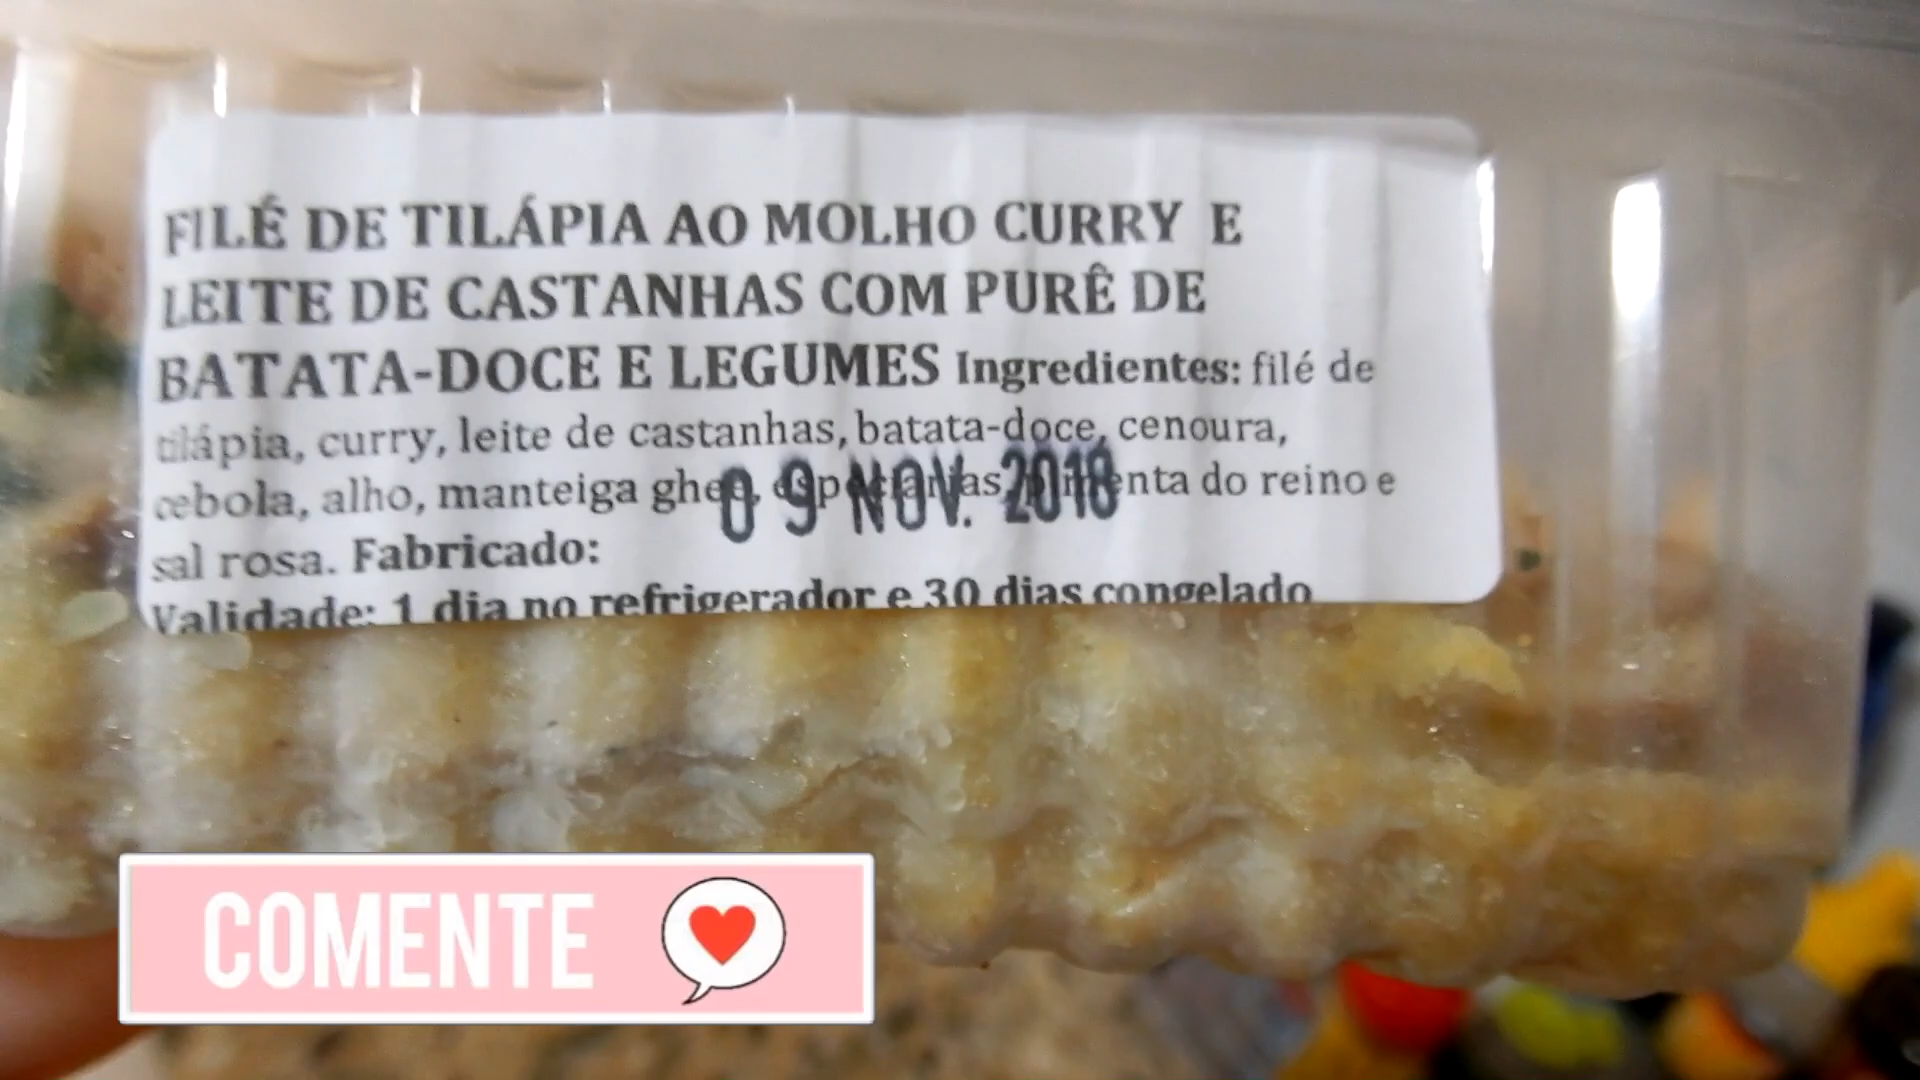 FILÉ DE TILÁPIA AO MOLHO CURRY E
LEITE DE CASTANHAS COM PURÊ DE
BATATA-DOCE E LEGUMES Ingredientes: filé de
tilápia, curry, leite de castanhas, batata-doce, cenoura,
cebola, alho, manteiga ghee, especiarias, pimenta do reino e
09 NOV. 2018
sal rosa. Fabricado:
Validade: 1 dia no refrigerador e 30 dias congelado
COMENTE